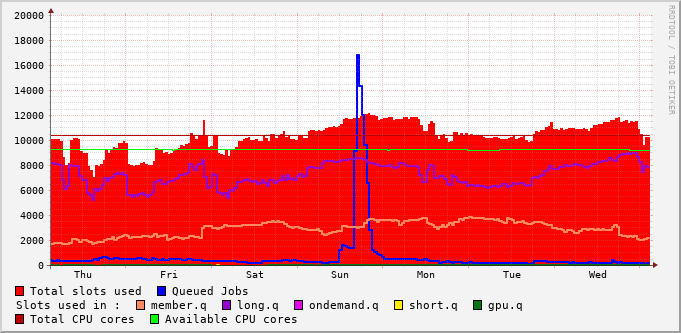 20000
18000
16000
14000
12000
10000
8000
6000
4000
2000
0
Thu Fri Sat Sun Mon Tue Wed
Total slots used Queued Jobs
Slots used in : member.q long.q ondemand.q short.q gpu.q
Total CPU cores Available CPU cores
RRDTOOL / TOBI OETIKER